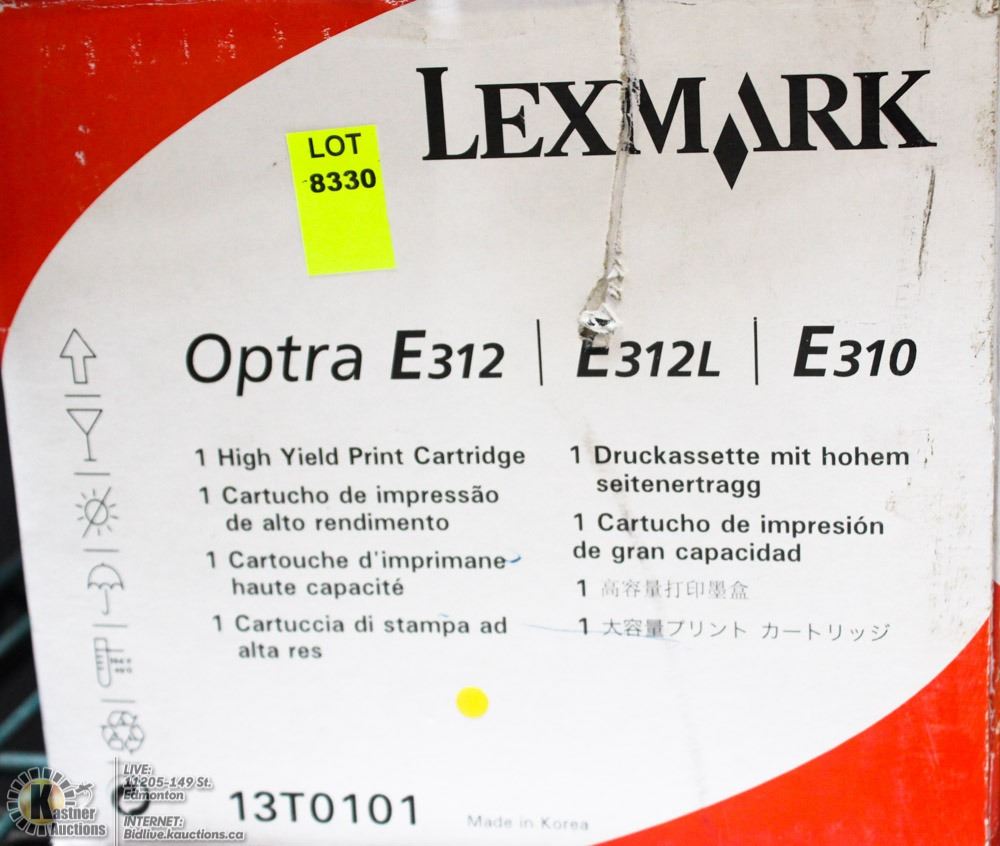 LEXMARK
LOT
8330
Optra E312 | E312L | E310
1 High Yield Print Cartridge
1 Cartucho de impressão
de alto rendimento
1 Cartouche d'imprimane
haute capacité
1 Cartuccia di stampa ad
alta res
1 Druckassette mit hohem
seitenertragg
1 Cartucho de impresión
de gran capacidad
1 高容量打印墨盒
1 大容量プリント カートリッジ
13T0101
Made in Korea
Kastner
Auctions
LIVE:
11205-149 St.
Edmonton
INTERNET:
Bidlive.kauctions.ca